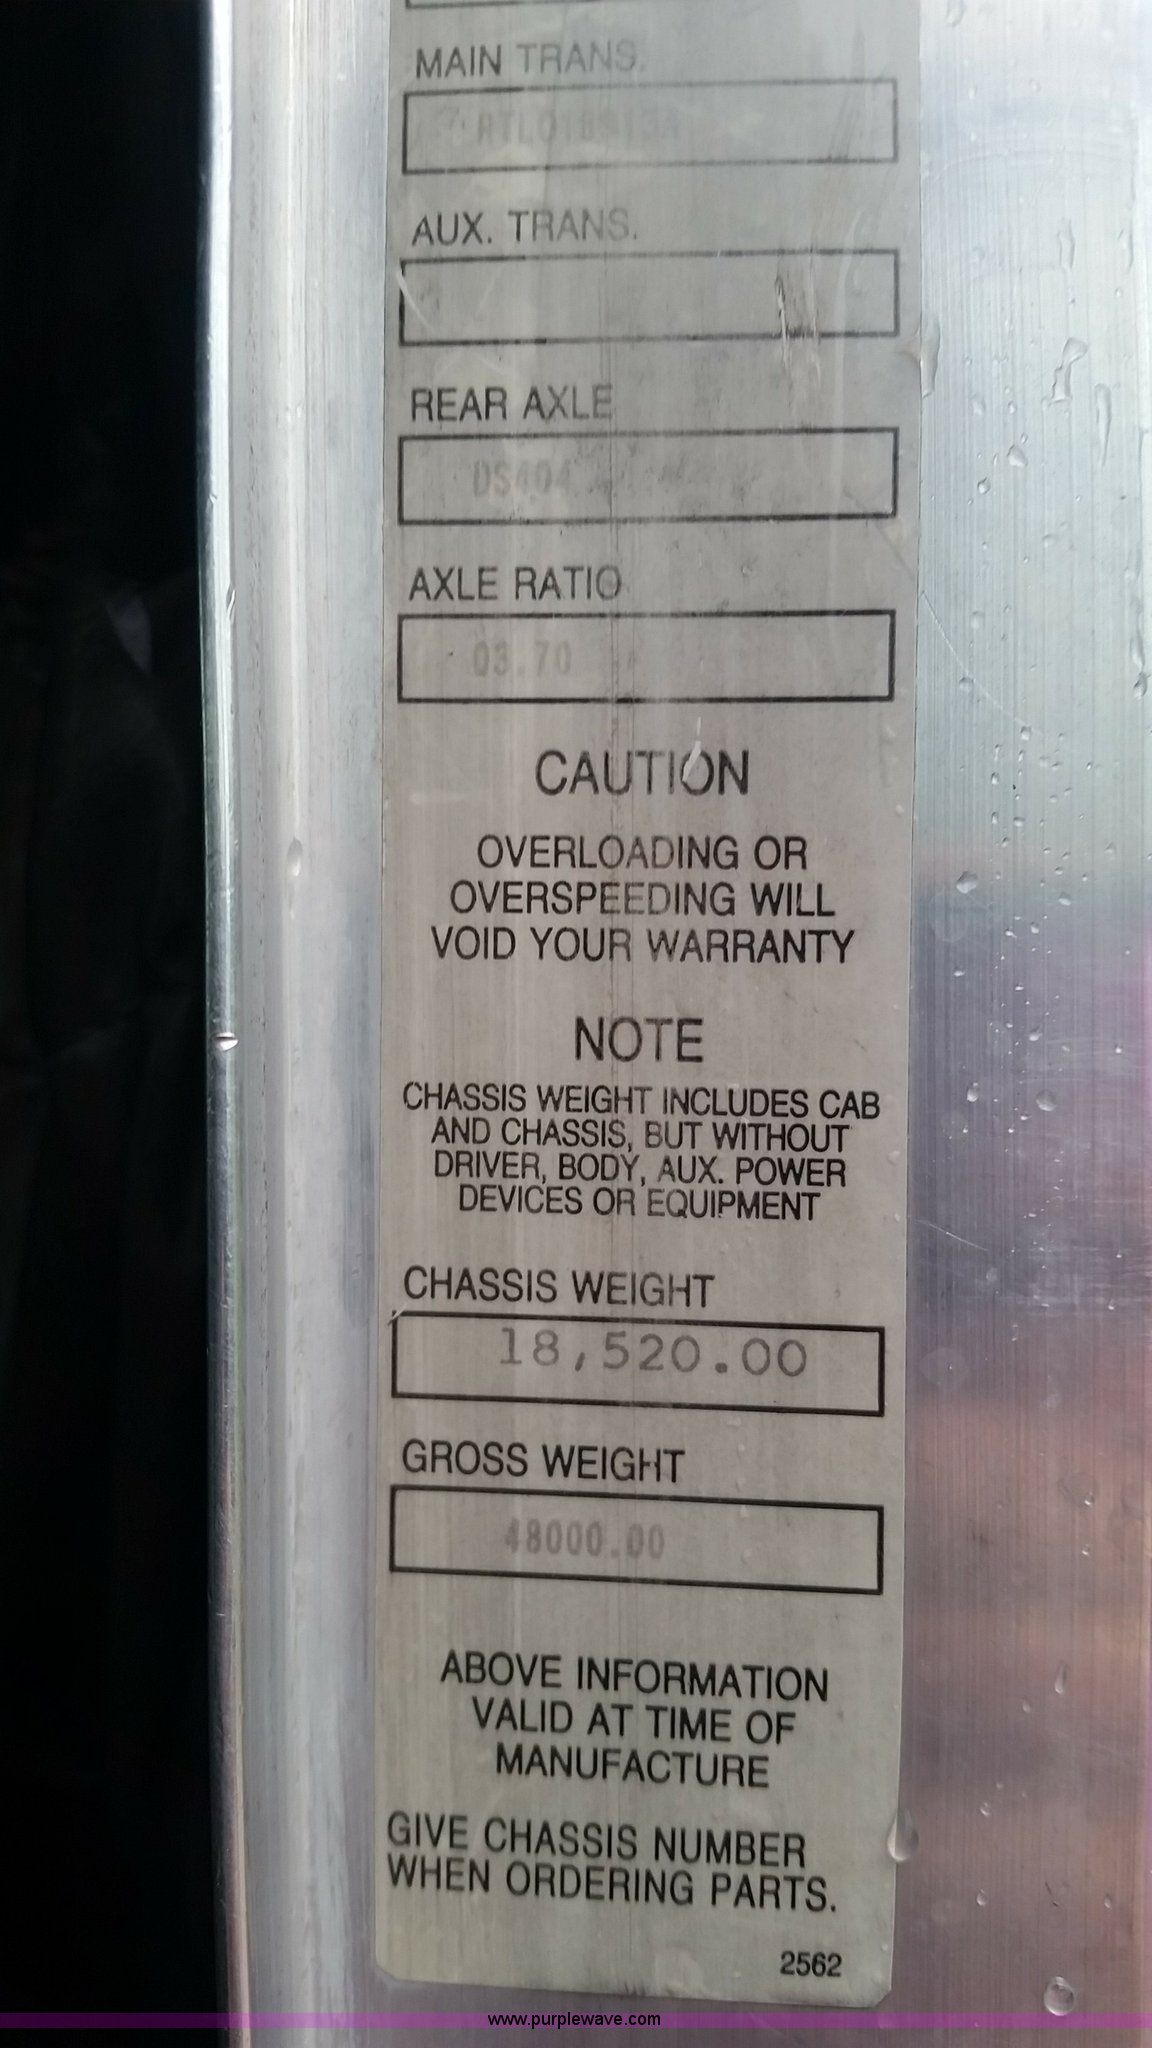 MAIN TRANS.
AUX. TRANS.
REAR AXLE
DS404
AXLE RATIO
03.70
CAUTION
OVERLOADING OR
OVERSPEEDING WILL
VOID YOUR WARRANTY
NOTE
CHASSIS WEIGHT INCLUDES CAB
AND CHASSIS, BUT WITHOUT
DRIVER, BODY, AUX. POWER
DEVICES OR EQUIPMENT
CHASSIS WEIGHT
18,520.00
GROSS WEIGHT
48000.00
ABOVE INFORMATION
VALID AT TIME OF
MANUFACTURE
GIVE CHASSIS NUMBER
WHEN ORDERING PARTS.
2562
www.purplewave.com